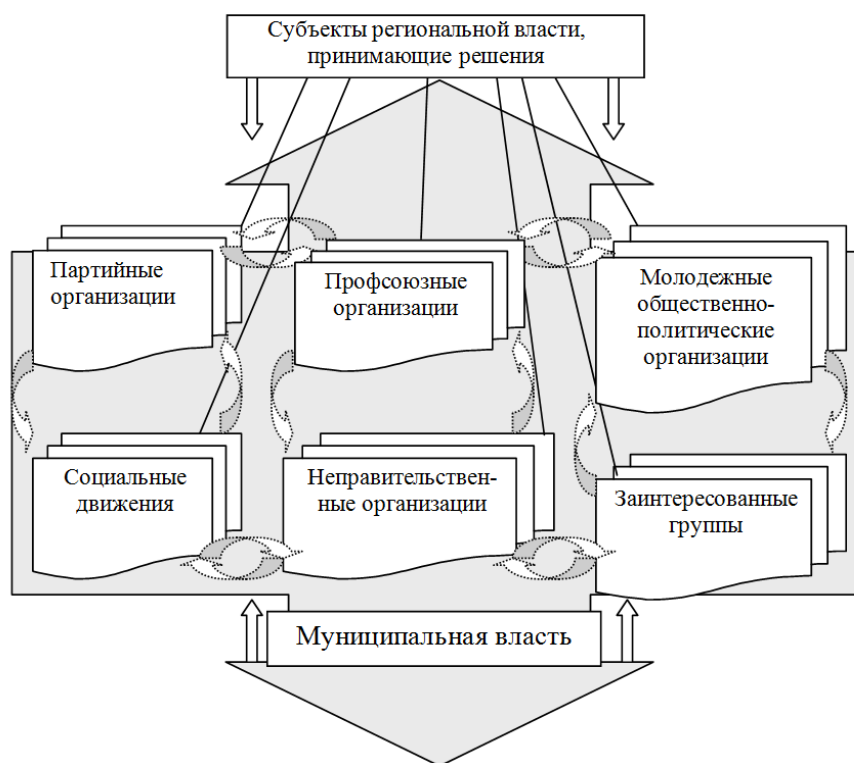 Субъекты региональной власти,
принимающие решения
Партийные
организации
Профсоюзные
организации
Молодежные
общественно-
политические
организации
Социальные
движения
Неправительствен-
ные организации
Заинтересованные
группы
Муниципальная власть